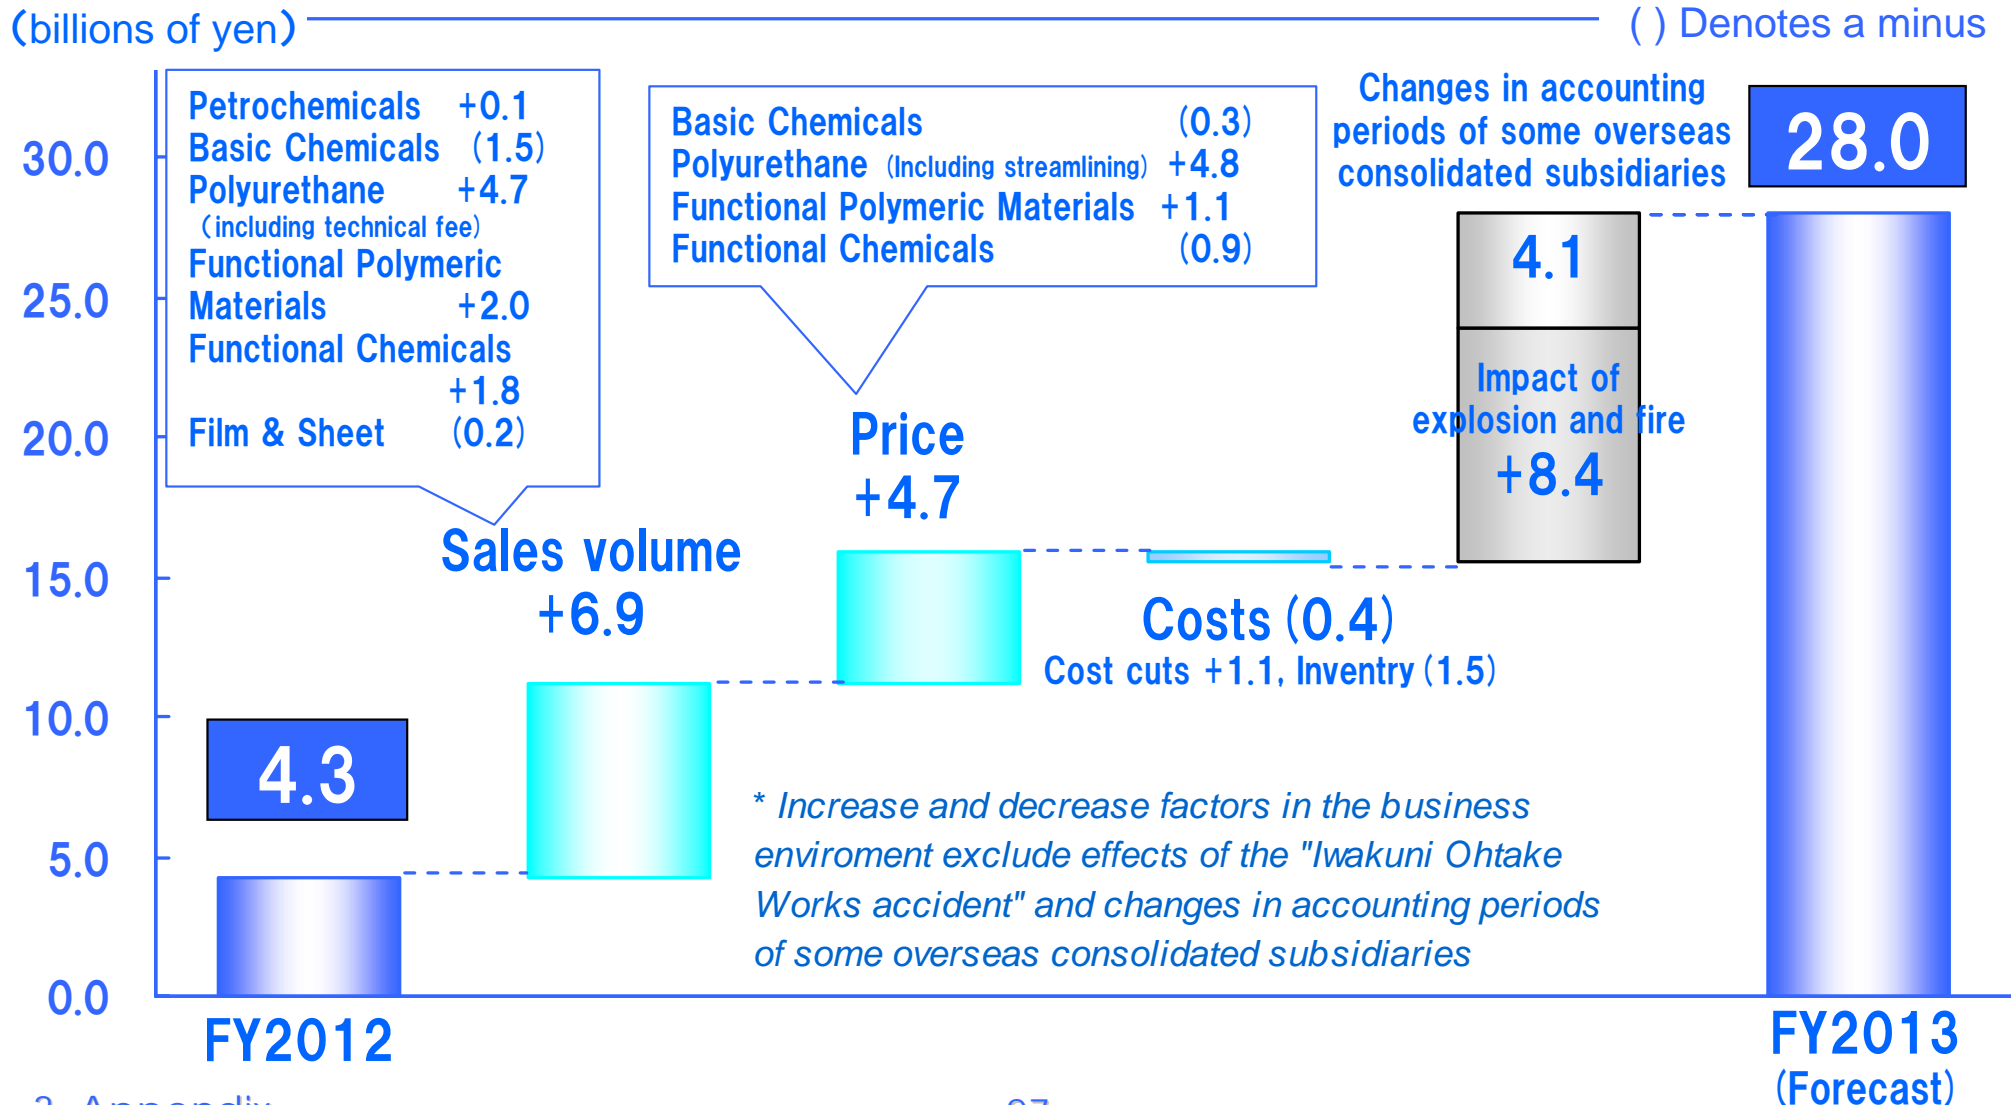 (billions of yen)
( ) Denotes a minus
30.0
25.0
20.0
15.0
10.0
5.0
0.0
Petrochemicals +0.1
Basic Chemicals (1.5)
Polyurethane +4.7
(including technical fee)
Functional Polymeric
Materials +2.0
Functional Chemicals
+1.8
Film & Sheet (0.2)
Basic Chemicals (0.3)
Polyurethane (Including streamlining) +4.8
Functional Polymeric Materials +1.1
Functional Chemicals (0.9)
Changes in accounting
periods of some overseas
consolidated subsidiaries
28.0
4.1
Impact of
explosion and fire
+8.4
Price
+4.7
Sales volume
+6.9
Costs (0.4)
Cost cuts +1.1, Inventry (1.5)
4.3
* Increase and decrease factors in the business
enviroment exclude effects of the "Iwakuni Ohtake
Works accident" and changes in accounting periods
of some overseas consolidated subsidiaries
FY2012
FY2013
(Forecast)
Appendix